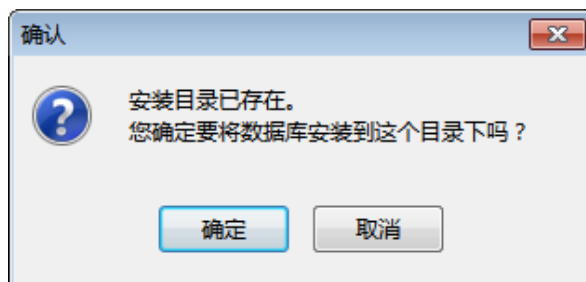 确认
安装目录已存在。
您确定要将数据库安装到这个目录下吗？
确定
取消